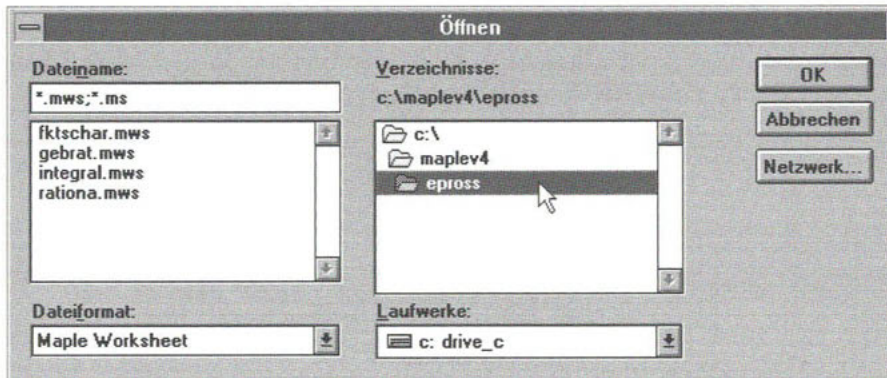 Öffnen
Dateiname:
*.mws;*.ms
fktschar.mws
gebrat.mws
integral.mws
rationa.mws
Dateiformat:
Maple Worksheet
Verzeichnisse:
c:\maplev4\epross
c:\
maplev4
epross
Laufwerke:
c: drive_c
OK
Abbrechen
Netzwerk...